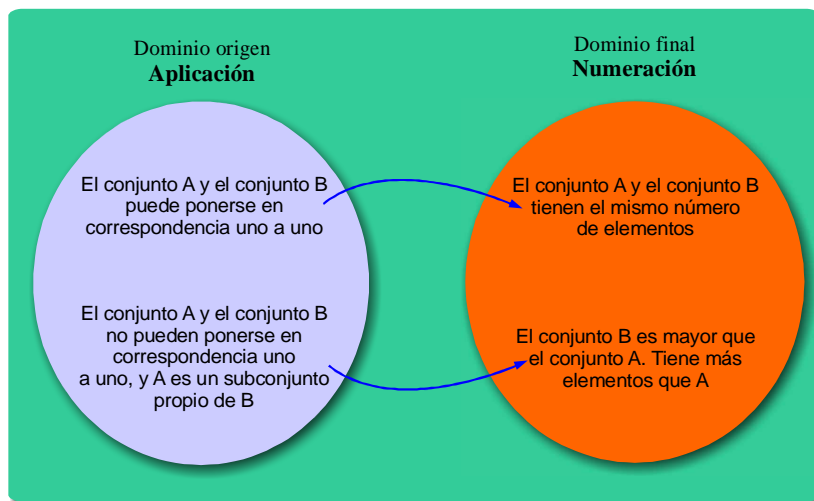 Dominio origen
Aplicación
Dominio final
Numeración
El conjunto A y el conjunto B
puede ponerse en
correspondencia uno a uno
El conjunto A y el conjunto B
tienen el mismo número
de elementos
El conjunto A y el conjunto B
no pueden ponerse en
correspondencia uno
a uno, y A es un subconjunto
propio de B
El conjunto B es mayor que
el conjunto A. Tiene más
elementos que A